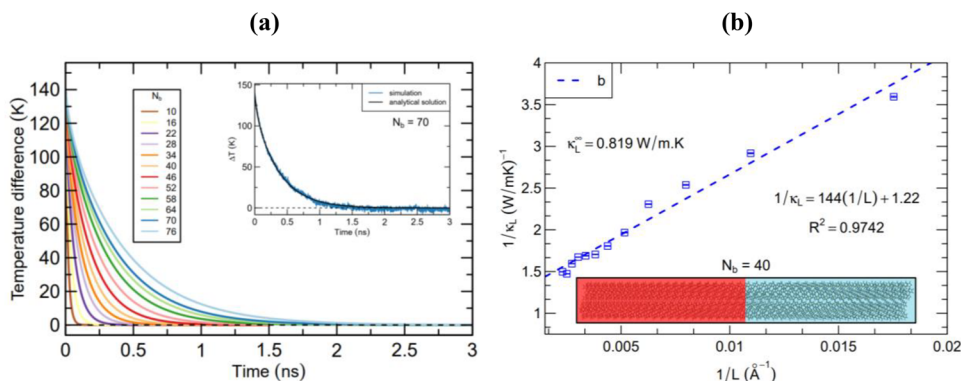 (a)
Temperature difference (K)
140
120
100
80
60
40
20
0
0
0.5
1
1.5
2
2.5
3
Time (ns)
N_b
10
16
22
28
34
40
46
52
58
64
70
76
ΔT (K)
150
100
50
0
0
0.5
1
1.5
2
2.5
3
Time (ns)
simulation
analytical solution
N_b = 70
(b)
1/κ_L (W/mK)⁻¹
4
3.5
3
2.5
2
1.5
1
0.005
0.01
0.015
0.02
1/L (Å⁻¹)
b
κ_L^∞ = 0.819 W/m.K
1/κ_L = 144(1/L) + 1.22
R² = 0.9742
N_b = 40